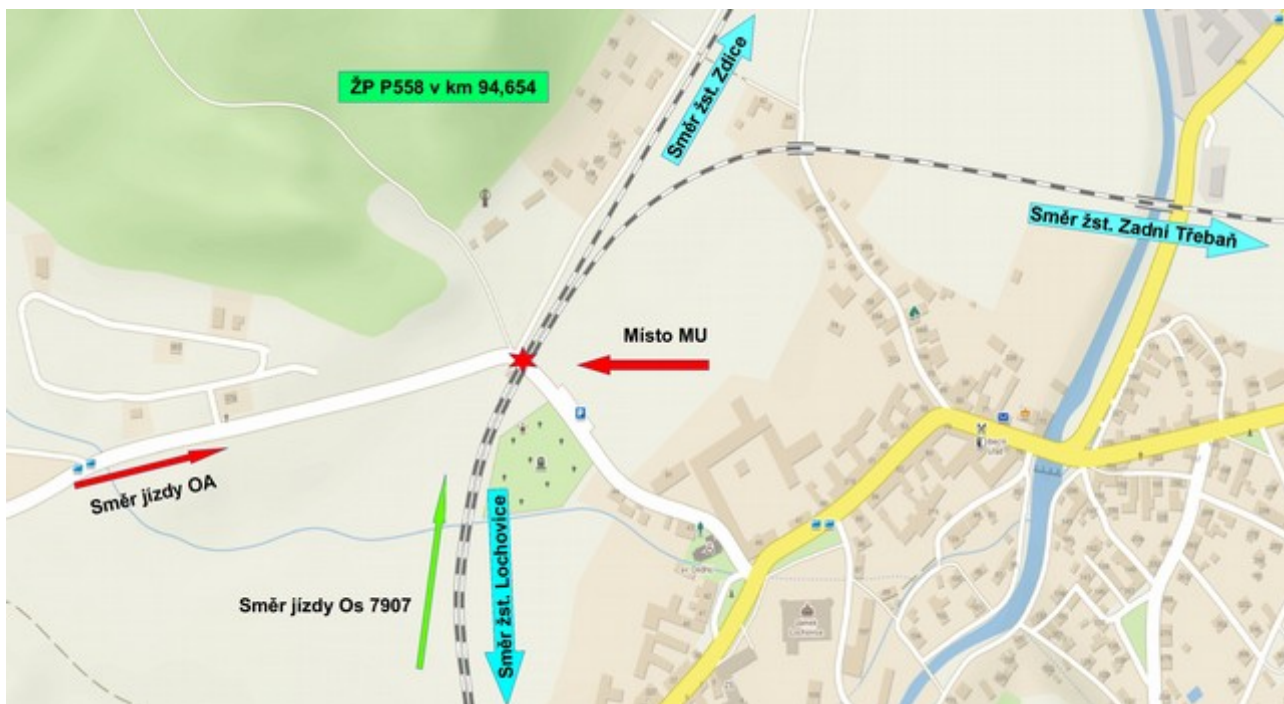 ŽP P558 v km 94,654
Směr žst. Zdice
Směr žst. Zadní Třebaň
Místo MU
Směr jízdy OA
Směr jízdy Os 7907
Směr žst. Lochovice
P